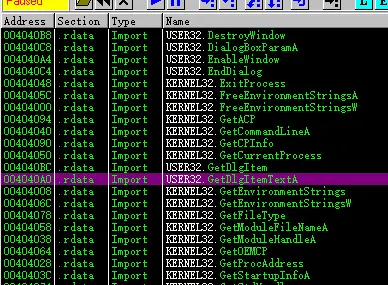 Paused
Address Section Type Name
004040B8 .rdata Import USER32.DestroyWindow
004040C8 .rdata Import USER32.DialogBoxParamA
004040A4 .rdata Import USER32.EnableWindow
004040C4 .rdata Import USER32.EndDialog
00404048 .rdata Import KERNEL32.ExitProcess
0040405C .rdata Import KERNEL32.FreeEnvironmentStringsA
00404000 .rdata Import KERNEL32.FreeEnvironmentStringsW
00404094 .rdata Import KERNEL32.GetACP
00404040 .rdata Import KERNEL32.GetCommandLineA
00404090 .rdata Import KERNEL32.GetCPInfo
00404050 .rdata Import KERNEL32.GetCurrentProcess
004040BC .rdata Import USER32.GetDlgItem
004040A0 .rdata Import USER32.GetDlgItemTextA
00404008 .rdata Import KERNEL32.GetEnvironmentStrings
0040406C .rdata Import KERNEL32.GetEnvironmentStringsW
00404078 .rdata Import KERNEL32.GetFileType
00404058 .rdata Import KERNEL32.GetModuleFileNameA
00404038 .rdata Import KERNEL32.GetModuleHandleA
00404034 .rdata Import KERNEL32.GetOEMCP
00404028 .rdata Import KERNEL32.GetProcAddress
0040403C .rdata Import KERNEL32.GetStartupInfoA